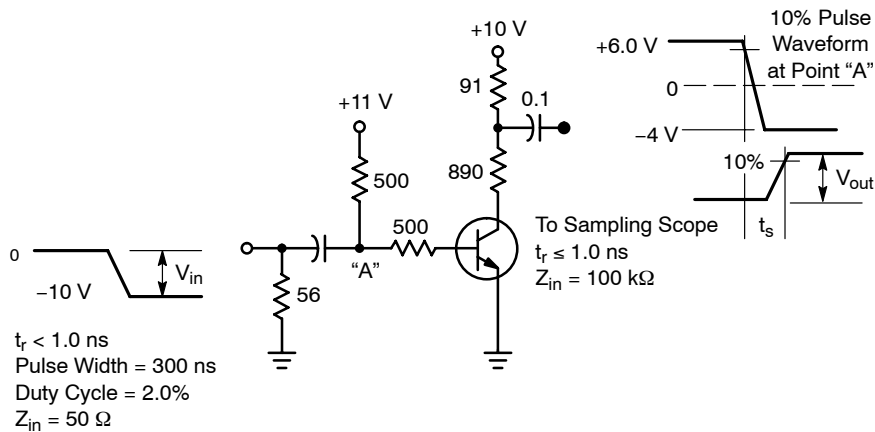 +10 V
91
0.1
890
+11 V
500
500
"A"
56
0
V_in
−10 V
t_r < 1.0 ns
Pulse Width = 300 ns
Duty Cycle = 2.0%
Z_in = 50 Ω
To Sampling Scope
t_r ≤ 1.0 ns
Z_in = 100 kΩ
10% Pulse
Waveform
at Point "A"
+6.0 V
0
−4 V
10%
V_out
t_s